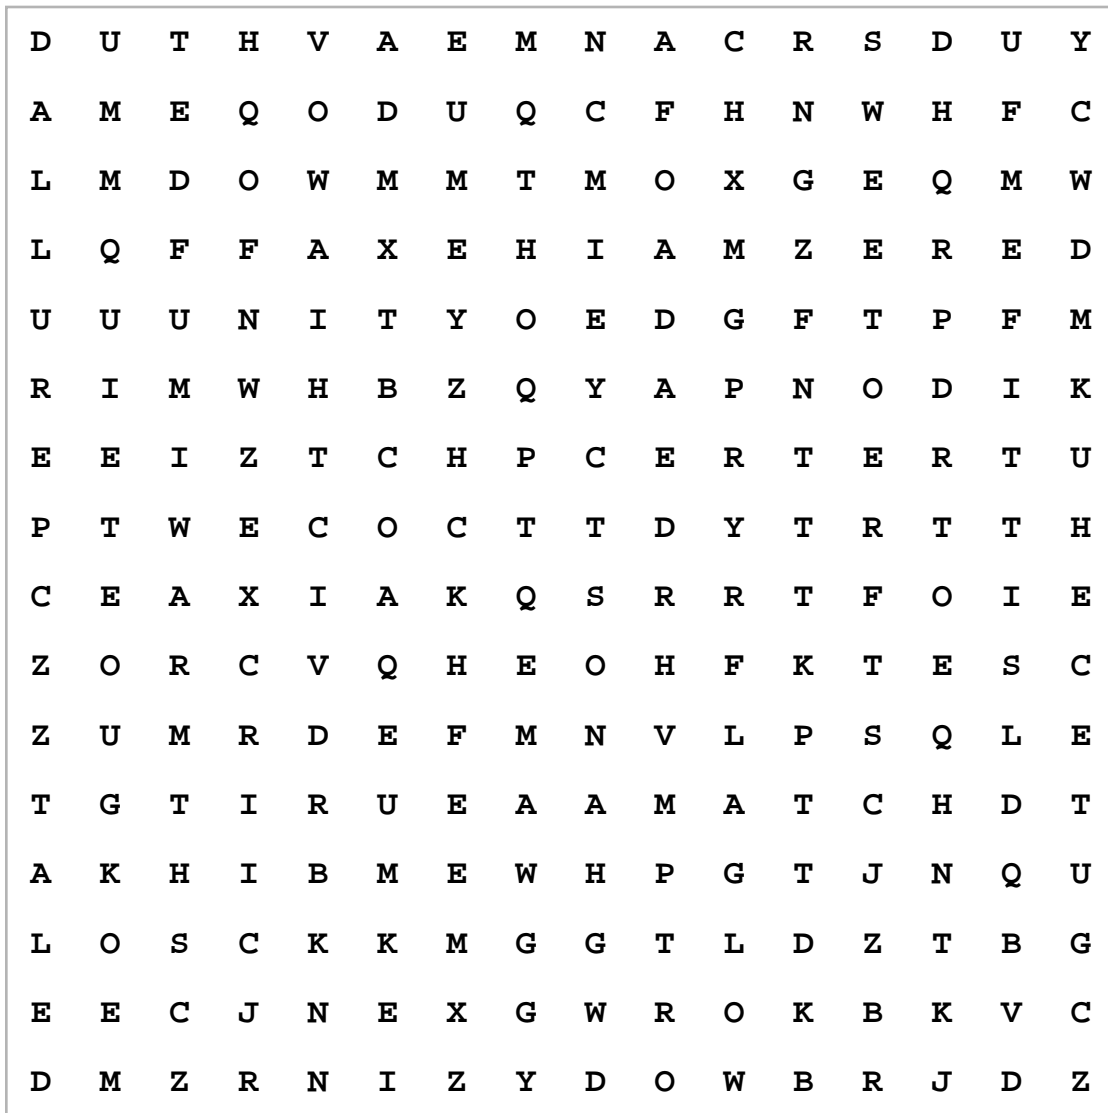 D U T H V A E M N A C R S D U Y
A M E Q O D U Q C F H N W H F C
L M D O W M M T M O X G E Q M W
L Q F F A X E H I A M Z E R E D
U U U N I T Y O E D G F T P F M
R I M W H B Z Q Y A P N O D I K
E E I Z T C H P C E R T E R T U
P T W E C O C T T D Y T R T T H
C E A X I A K Q S R R T F O I E
Z O R C V Q H E O H F K T E S C
Z U M R D E F M N V L P S Q L E
T G T I R U E A A M A T C H D T
A K H I B M E W H P G T J N Q U
L O S C K K M G G T L D Z T B G
E E C J N E X G W R O K B K V C
D M Z R N I Z Y D O W B R J D Z